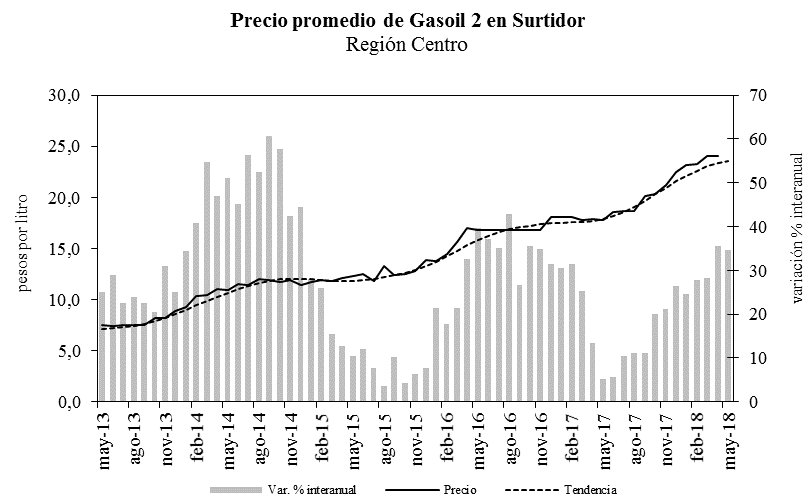 Precio promedio de Gasoil 2 en Surtidor
Región Centro
pesos por litro
30,0
25,0
20,0
15,0
10,0
5,0
0,0
70
60
50
40
30
20
10
0
variación % interanual
may-13
ago-13
nov-13
feb-14
may-14
ago-14
nov-14
feb-15
may-15
ago-15
nov-15
feb-16
may-16
ago-16
nov-16
feb-17
may-17
ago-17
nov-17
feb-18
may-18
Var. % interanual Precio Tendencia